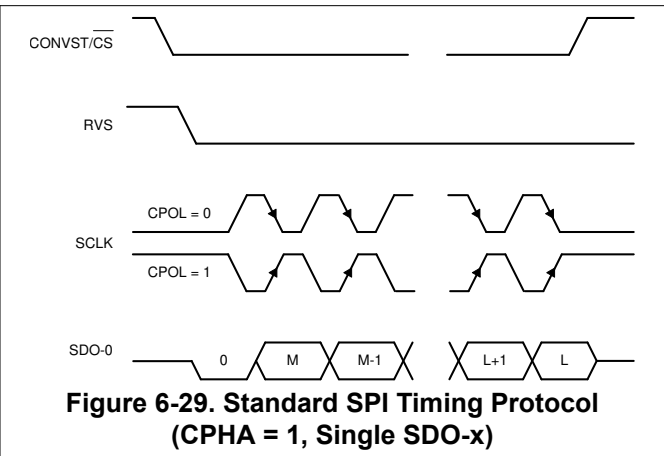 CONVST/CS
RVS
CPOL = 0
SCLK
CPOL = 1
SDO-0 0 M M-1 L+1 L
Figure 6-29. Standard SPI Timing Protocol
(CPHA = 1, Single SDO-x)